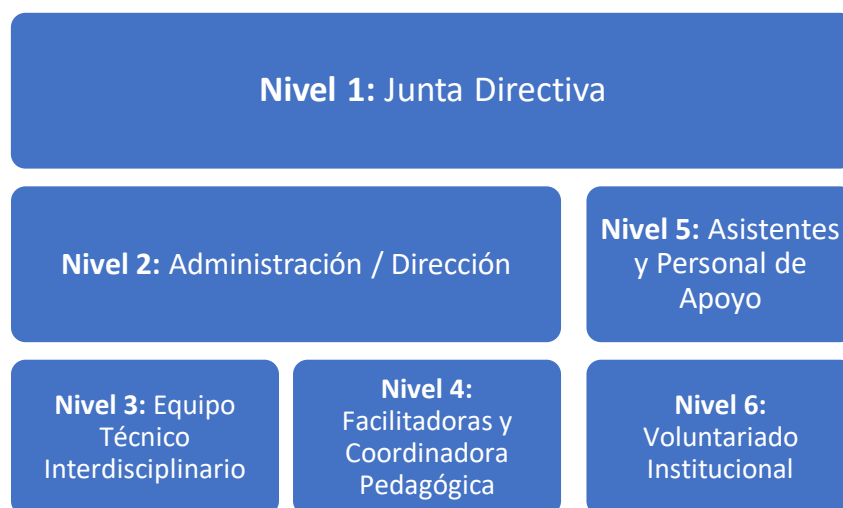 Nivel 1: Junta Directiva
Nivel 2: Administración / Dirección
Nivel 5: Asistentes
y Personal de
Apoyo
Nivel 3: Equipo
Técnico
Interdisciplinario
Nivel 4:
Facilitadoras y
Coordinadora
Pedagógica
Nivel 6:
Voluntariado
Institucional